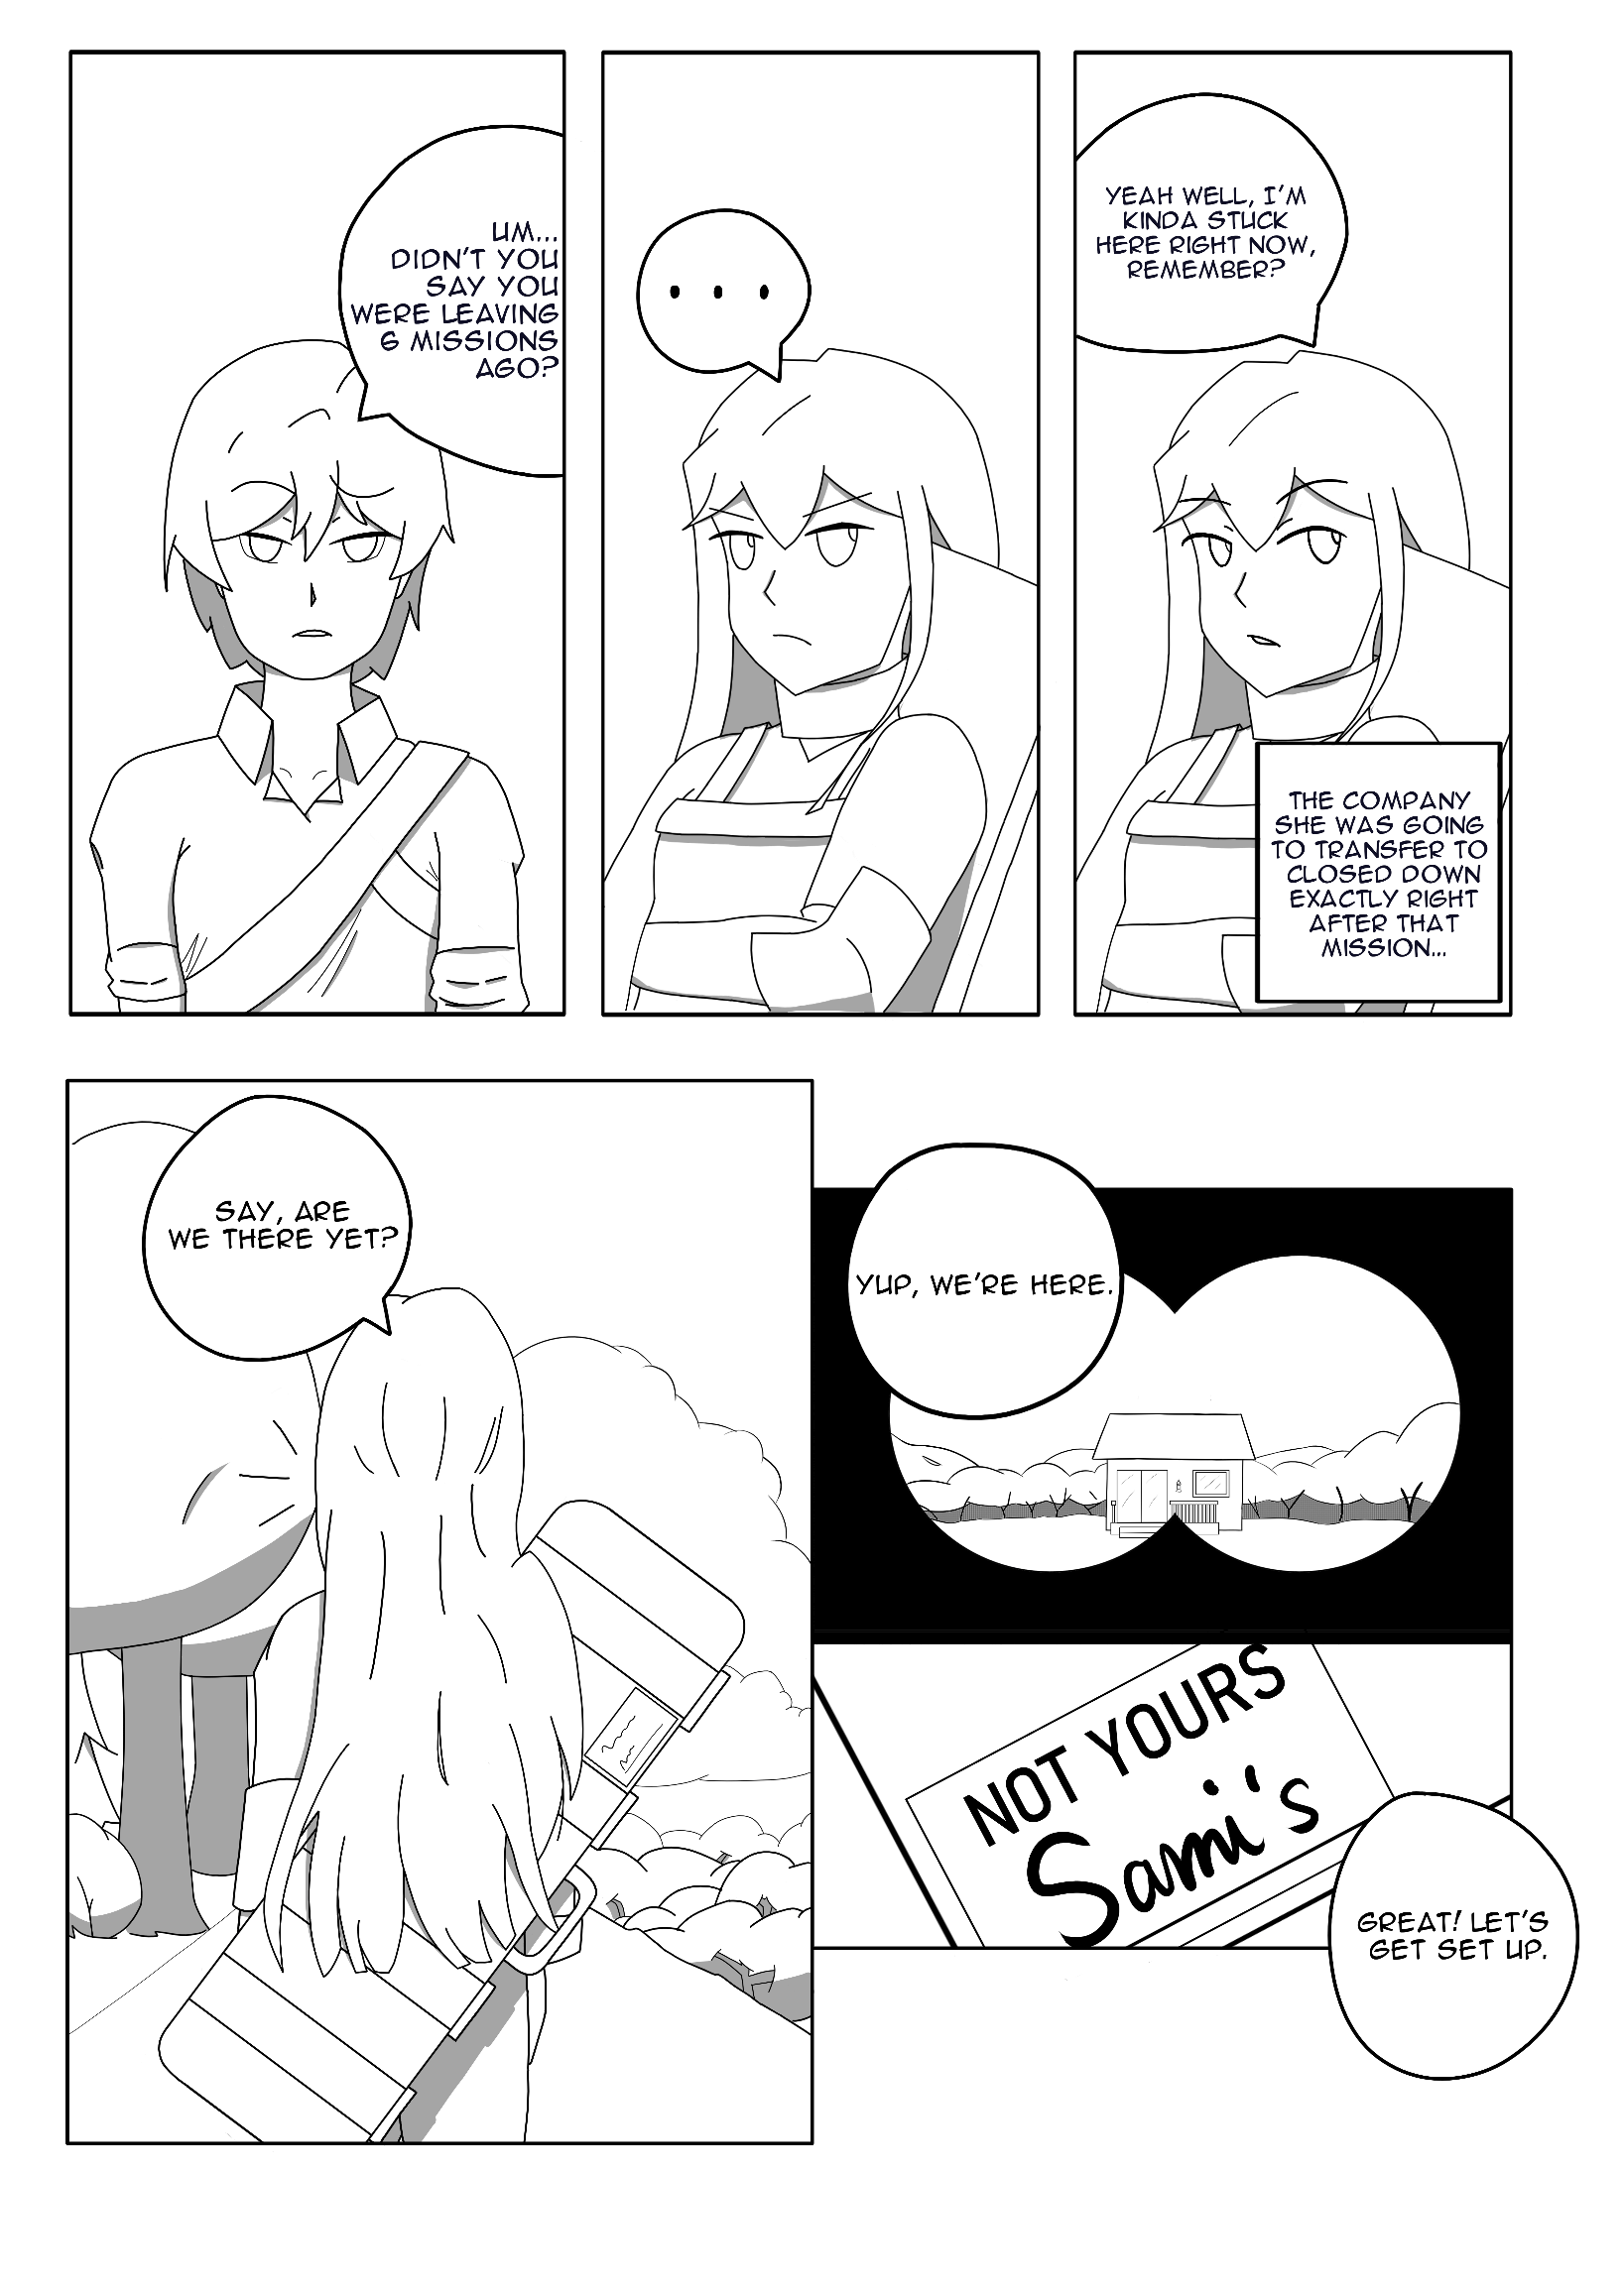 UM...
DIDN'T YOU
SAY YOU
WERE LEAVING
6 MISSIONS
AGO?
...
YEAH WELL, I'M
KINDA STUCK
HERE RIGHT NOW,
REMEMBER?
THE COMPANY
SHE WAS GOING
TO TRANSFER TO
CLOSED DOWN
EXACTLY RIGHT
AFTER THAT
MISSION...
SAY, ARE
WE THERE YET?
YUP, WE'RE HERE.
NOT YOURS
Sami's
GREAT! LET'S
GET SET UP.